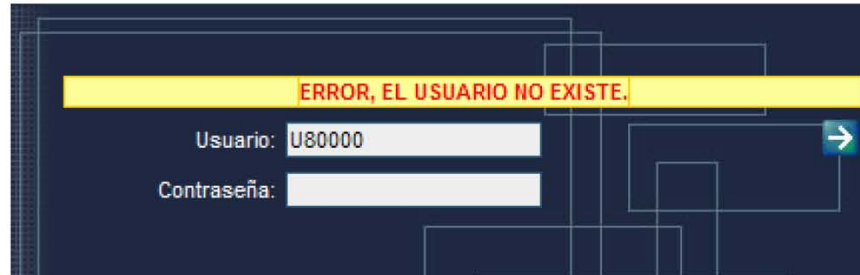 ERROR, EL USUARIO NO EXISTE.
Usuario: U80000
Contraseña: